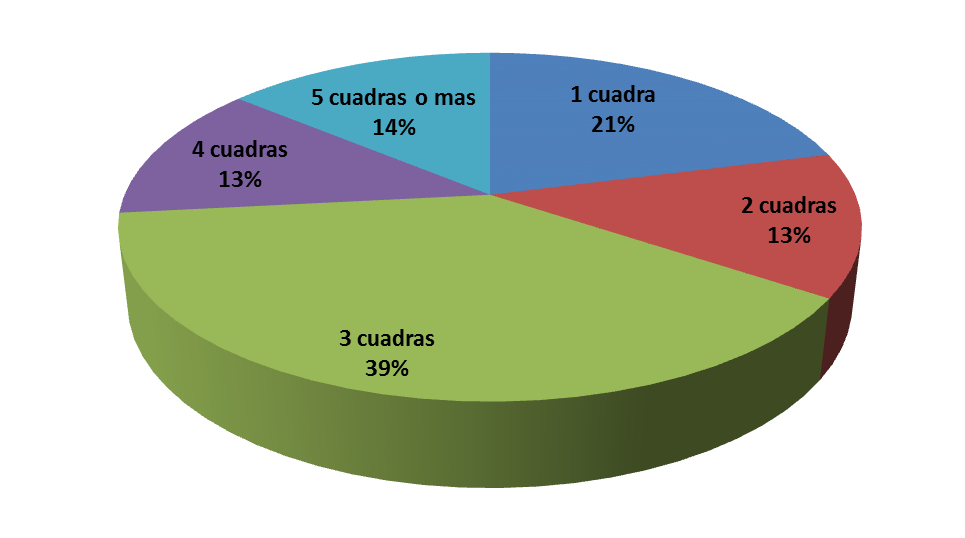 5 cuadras o mas
14%
1 cuadra
21%
4 cuadras
13%
2 cuadras
13%
3 cuadras
39%